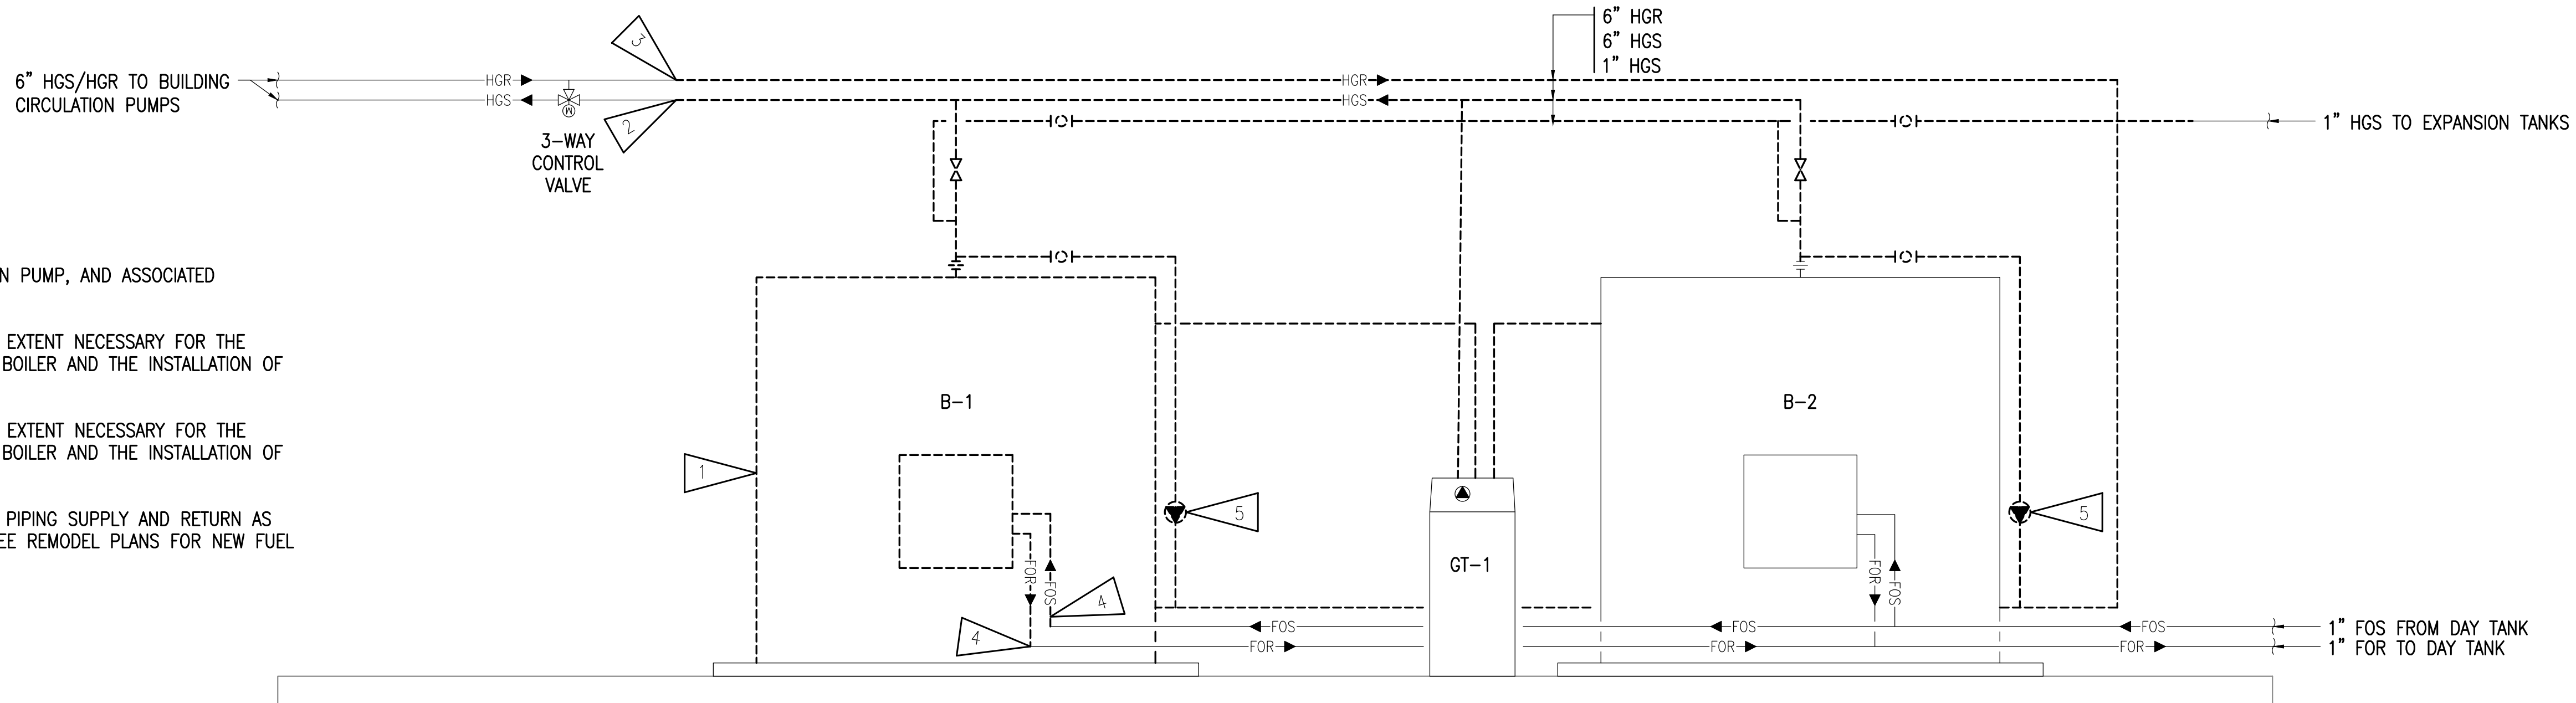 6" HGR
6" HGS
1" HGS
3
6" HGS/HGR TO BUILDING
CIRCULATION PUMPS
HGR
HGS
HGR
HGS
M
2
3-WAY
CONTROL
VALVE
1" HGS TO EXPANSION TANKS
N PUMP, AND ASSOCIATED
EXTENT NECESSARY FOR THE
BOILER AND THE INSTALLATION OF
EXTENT NECESSARY FOR THE
BOILER AND THE INSTALLATION OF
PIPING SUPPLY AND RETURN AS
EE REMODEL PLANS FOR NEW FUEL
B-1
B-2
1
5
5
GT-1
FOR
FOS
FOR
FOS
4
4
FOS
FOS
FOS
1" FOS FROM DAY TANK
FOR
FOR
FOR
1" FOR TO DAY TANK